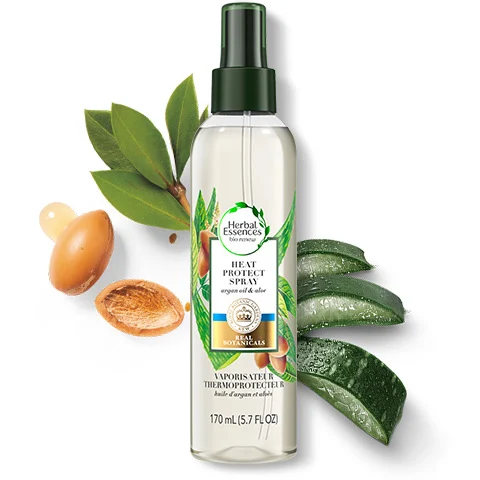 Herbal
Essences
bio:renew
HEAT
PROTECT
SPRAY
argan oil & aloe
REAL
BOTANICALS
VAPORISATEUR
THERMOPROTECTEUR
huile d'argan et aloès
170 mL (5.7 FL OZ)